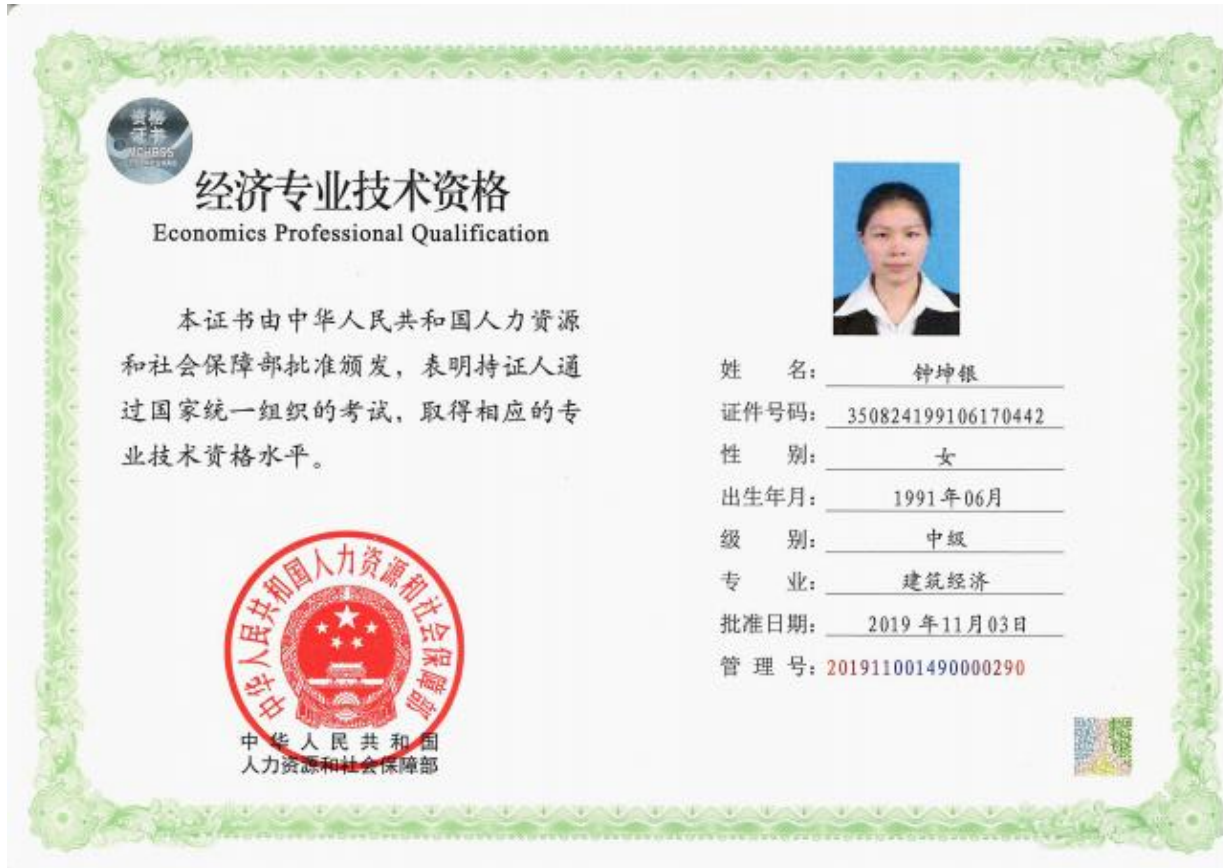 资格
证书
MOHRSS
经济专业技术资格
Economics Professional Qualification
本证书由中华人民共和国人力资源
和社会保障部批准颁发，表明持证人通
过国家统一组织的考试，取得相应的专
业技术资格水平。
中华人民共和国人力资源和社会保障部
中华人民共和国
人力资源和社会保障部
姓 名： 钟坤银
证件号码： 350824199106170442
性 别： 女
出生年月： 1991年06月
级 别： 中级
专 业： 建筑经济
批准日期： 2019 年11月03日
管 理 号：201911001490000290